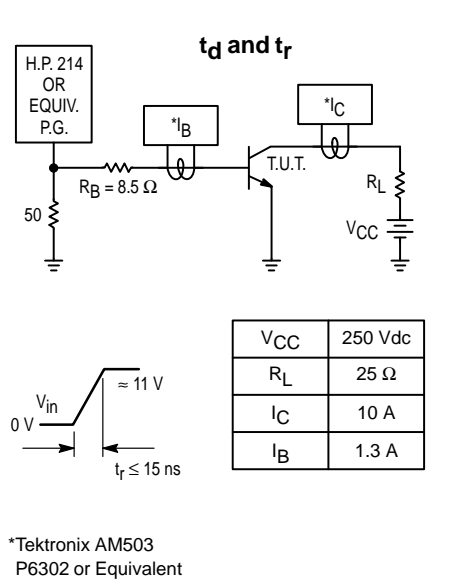 td and tr
H.P. 214
OR
EQUIV.
P.G.
*IB
*IC
T.U.T.
RB = 8.5 Ω
50
RL
VCC
Vin
0 V
≈ 11 V
tr ≤ 15 ns
VCC 250 Vdc
RL 25 Ω
IC 10 A
IB 1.3 A
*Tektronix AM503
P6302 or Equivalent